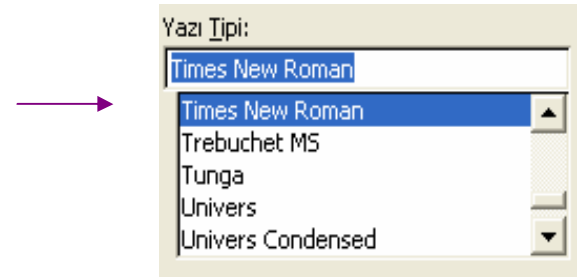 Yazı Tipi:
Times New Roman
Times New Roman
Trebuchet MS
Tunga
Univers
Univers Condensed